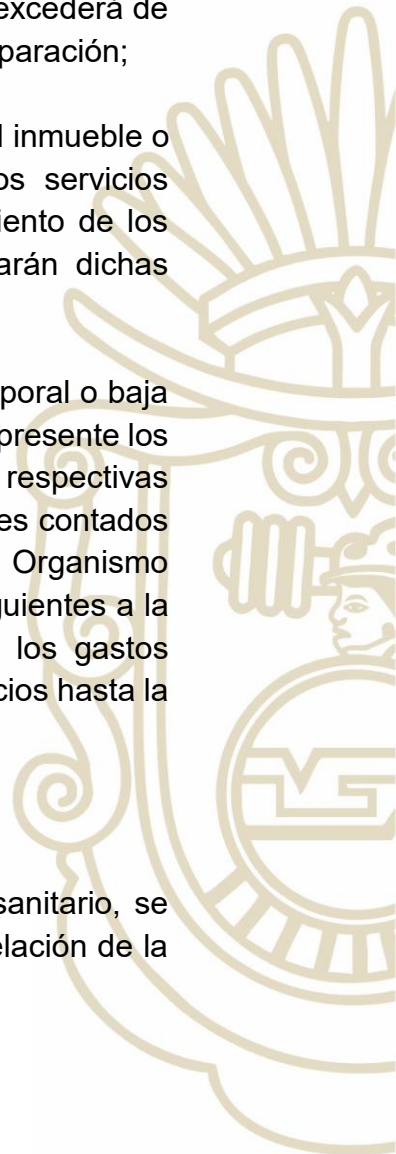 excederá de
paración;
l inmueble o
os servicios
iento de los
arán dichas
poral o baja
presente los
respectivas
es contados
Organismo
guientes a la
los gastos
cios hasta la
sanitario, se
elación de la